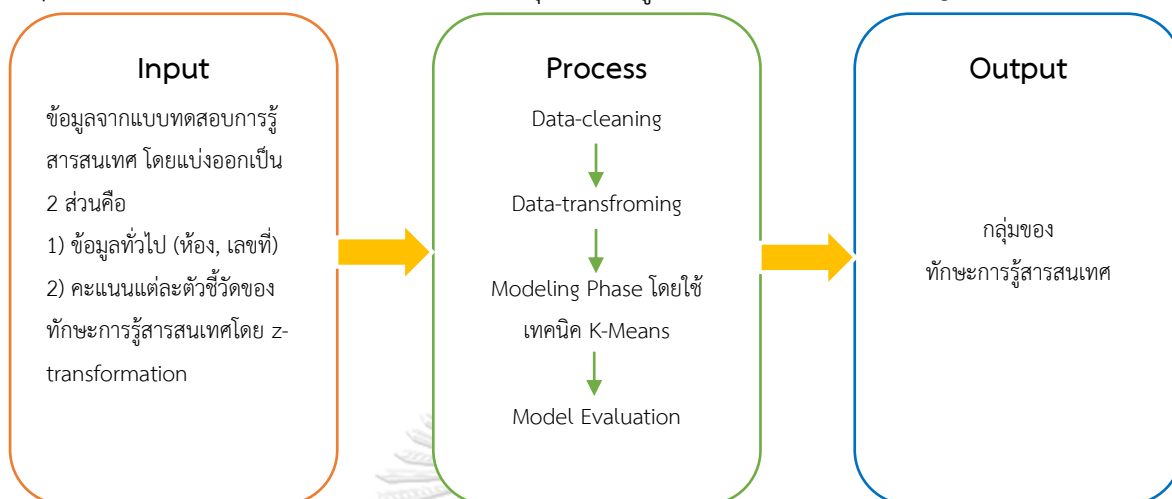 Input
ข้อมูลจากแบบทดสอบการรู้
สารสนเทศ โดยแบ่งออกเป็น
2 ส่วนคือ
1) ข้อมูลทั่วไป (ห้อง, เลขที่)
2) คะแนนแต่ละตัวชี้วัดของ
ทักษะการรู้สารสนเทศโดย z-
transformation
Process
Data-cleaning
Data-transfroming
Modeling Phase โดยใช้
เทคนิค K-Means
Model Evaluation
Output
กลุ่มของ
ทักษะการรู้สารสนเทศ